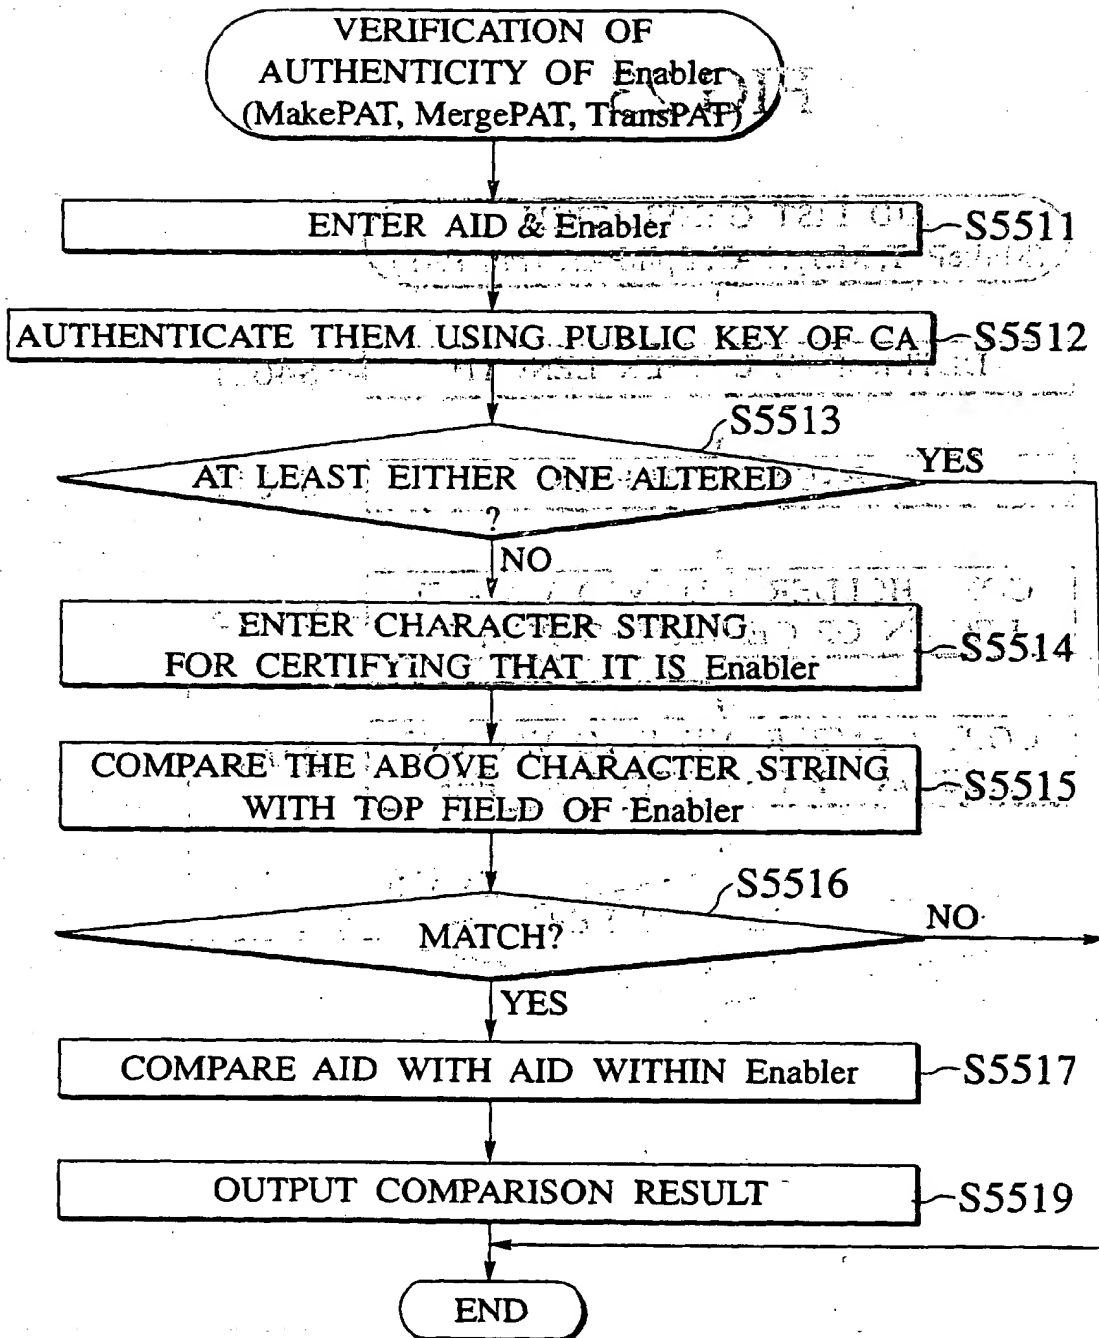 VERIFICATION OF
AUTHENTICITY OF Enabler
(MakePAT, MergePAT, TransPAT)
ENTER AID & Enabler
S5511
AUTHENTICATE THEM USING PUBLIC KEY OF CA
S5512
S5513
AT LEAST EITHER ONE ALTERED
?
YES
NO
ENTER CHARACTER STRING
FOR CERTIFYING THAT IT IS Enabler
S5514
COMPARE THE ABOVE CHARACTER STRING
WITH TOP FIELD OF Enabler
S5515
S5516
MATCH?
NO
YES
COMPARE AID WITH AID WITHIN Enabler
S5517
OUTPUT COMPARISON RESULT
S5519
END